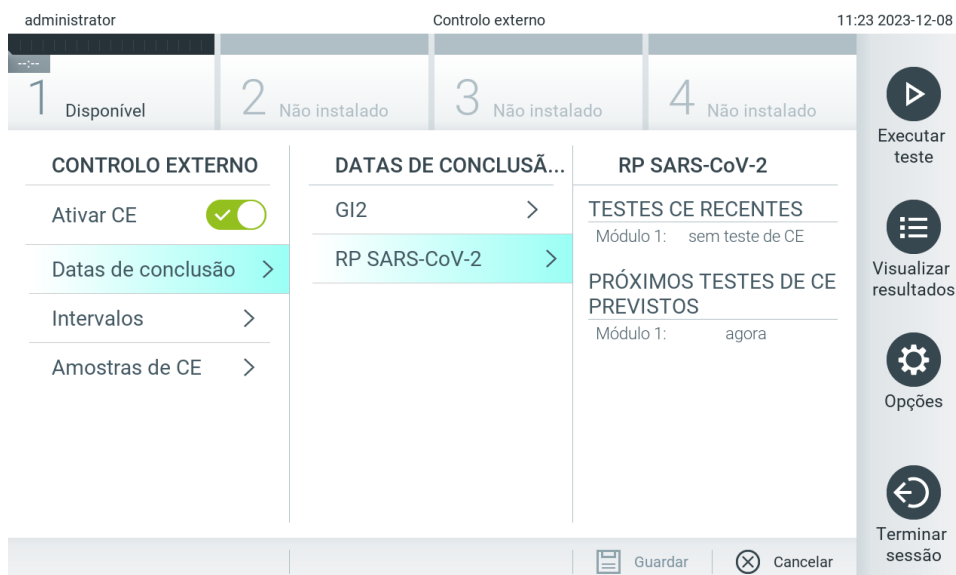 administrator
Controlo externo
11:23 2023-12-08
--:--
1 Disponível
2 Não instalado
3 Não instalado
4 Não instalado
CONTROLO EXTERNO
Ativar CE
Datas de conclusão
Intervalos
Amostras de CE
DATAS DE CONCLUSÃ...
GI2
RP SARS-CoV-2
RP SARS-CoV-2
TESTES CE RECENTES
Módulo 1: sem teste de CE
PRÓXIMOS TESTES DE CE
PREVISTOS
Módulo 1: agora
Executar
teste
Visualizar
resultados
Opções
Terminar
sessão
Guardar
Cancelar